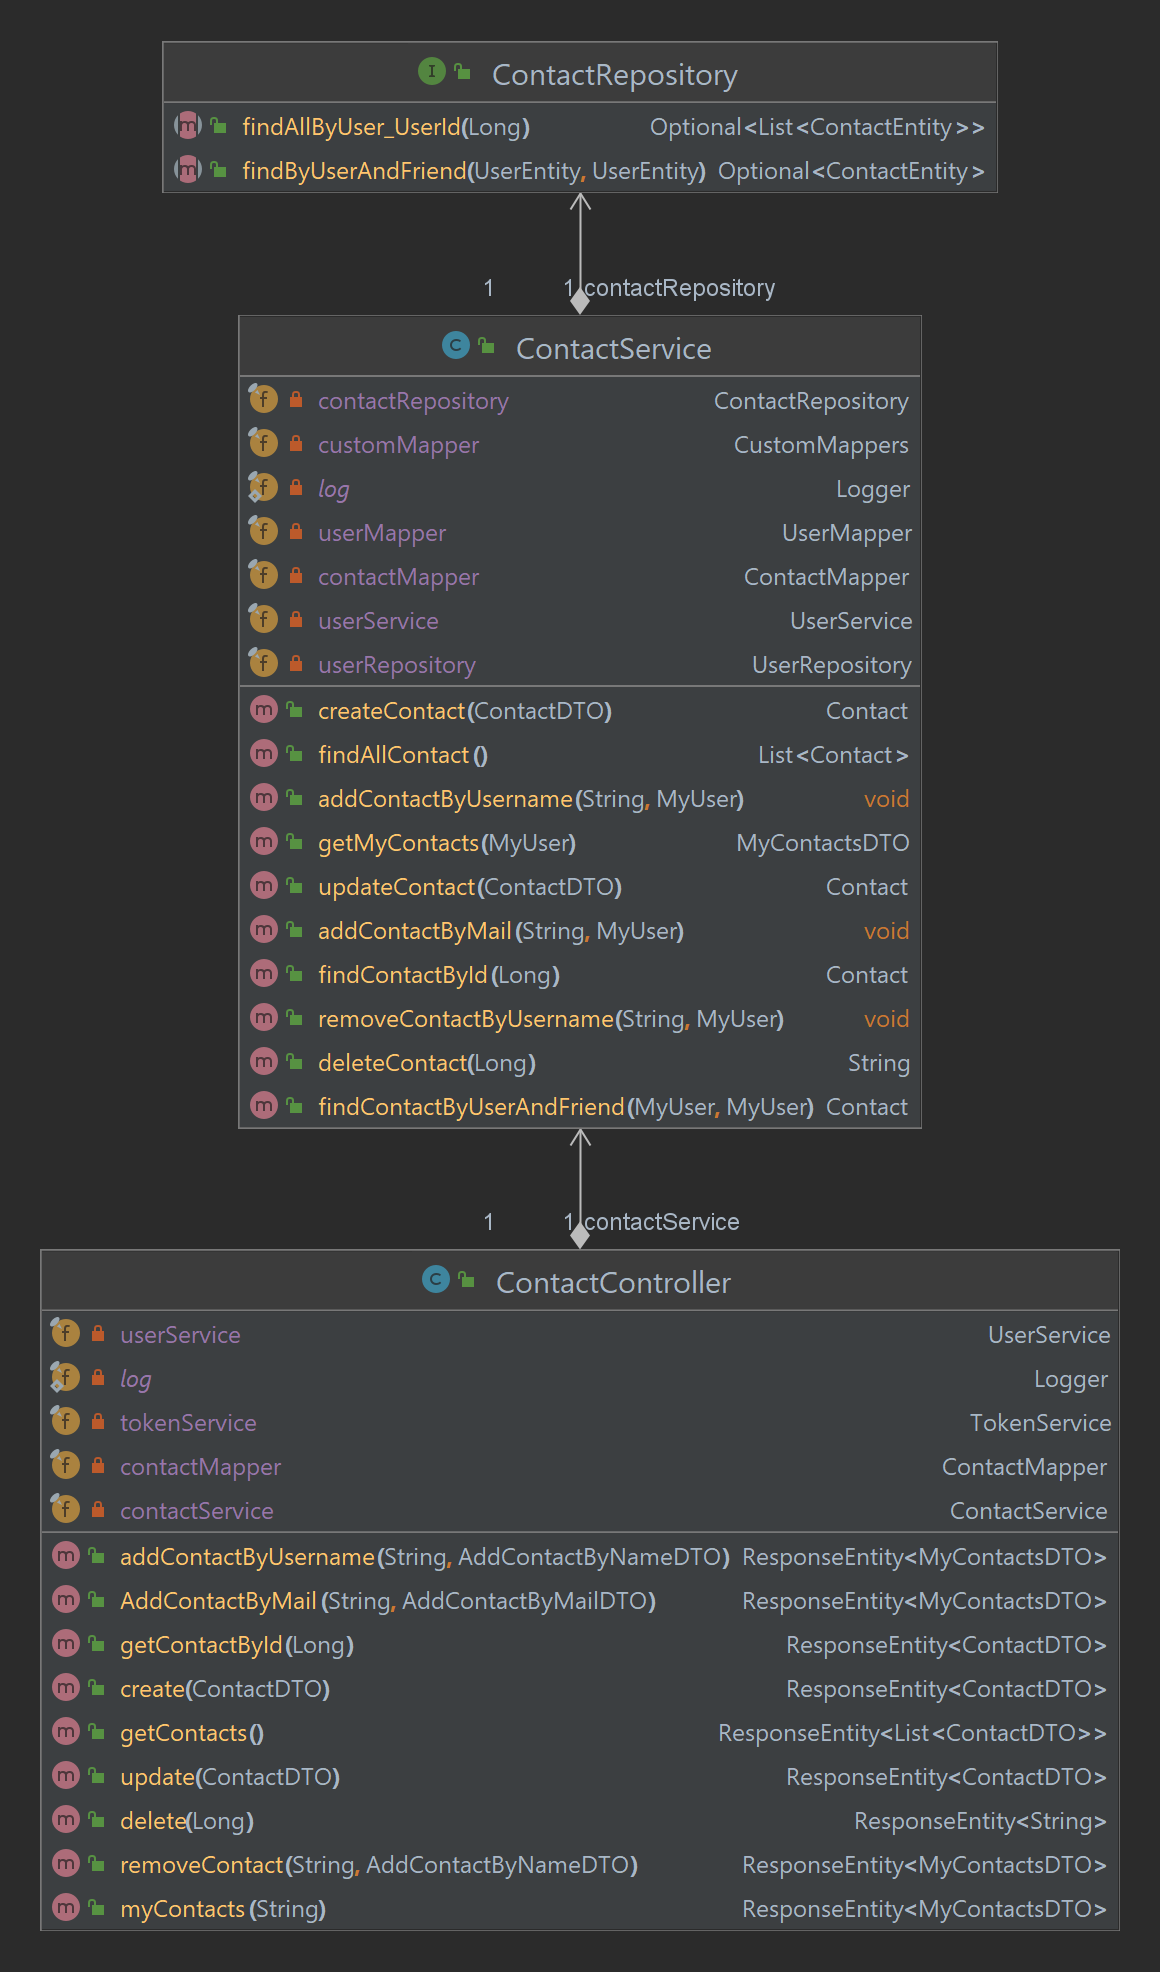 I ContactRepository
m findAllByUser_UserId(Long) Optional<List<ContactEntity>>
m findByUserAndFriend(UserEntity, UserEntity) Optional<ContactEntity>
1 1 contactRepository
C ContactService
f contactRepository ContactRepository
f customMapper CustomMappers
f log Logger
f userMapper UserMapper
f contactMapper ContactMapper
f userService UserService
f userRepository UserRepository
m createContact(ContactDTO) Contact
m findAllContact() List<Contact>
m addContactByUsername(String, MyUser) void
m getMyContacts(MyUser) MyContactsDTO
m updateContact(ContactDTO) Contact
m addContactByMail(String, MyUser) void
m findContactById(Long) Contact
m removeContactByUsername(String, MyUser) void
m deleteContact(Long) String
m findContactByUserAndFriend(MyUser, MyUser) Contact
1 1 contactService
C ContactController
f userService UserService
f log Logger
f tokenService TokenService
f contactMapper ContactMapper
f contactService ContactService
m addContactByUsername(String, AddContactByNameDTO) ResponseEntity<MyContactsDTO>
m AddContactByMail(String, AddContactByMailDTO) ResponseEntity<MyContactsDTO>
m getContactById(Long) ResponseEntity<ContactDTO>
m create(ContactDTO) ResponseEntity<ContactDTO>
m getContacts() ResponseEntity<List<ContactDTO>>
m update(ContactDTO) ResponseEntity<ContactDTO>
m delete(Long) ResponseEntity<String>
m removeContact(String, AddContactByNameDTO) ResponseEntity<MyContactsDTO>
m myContacts(String) ResponseEntity<MyContactsDTO>